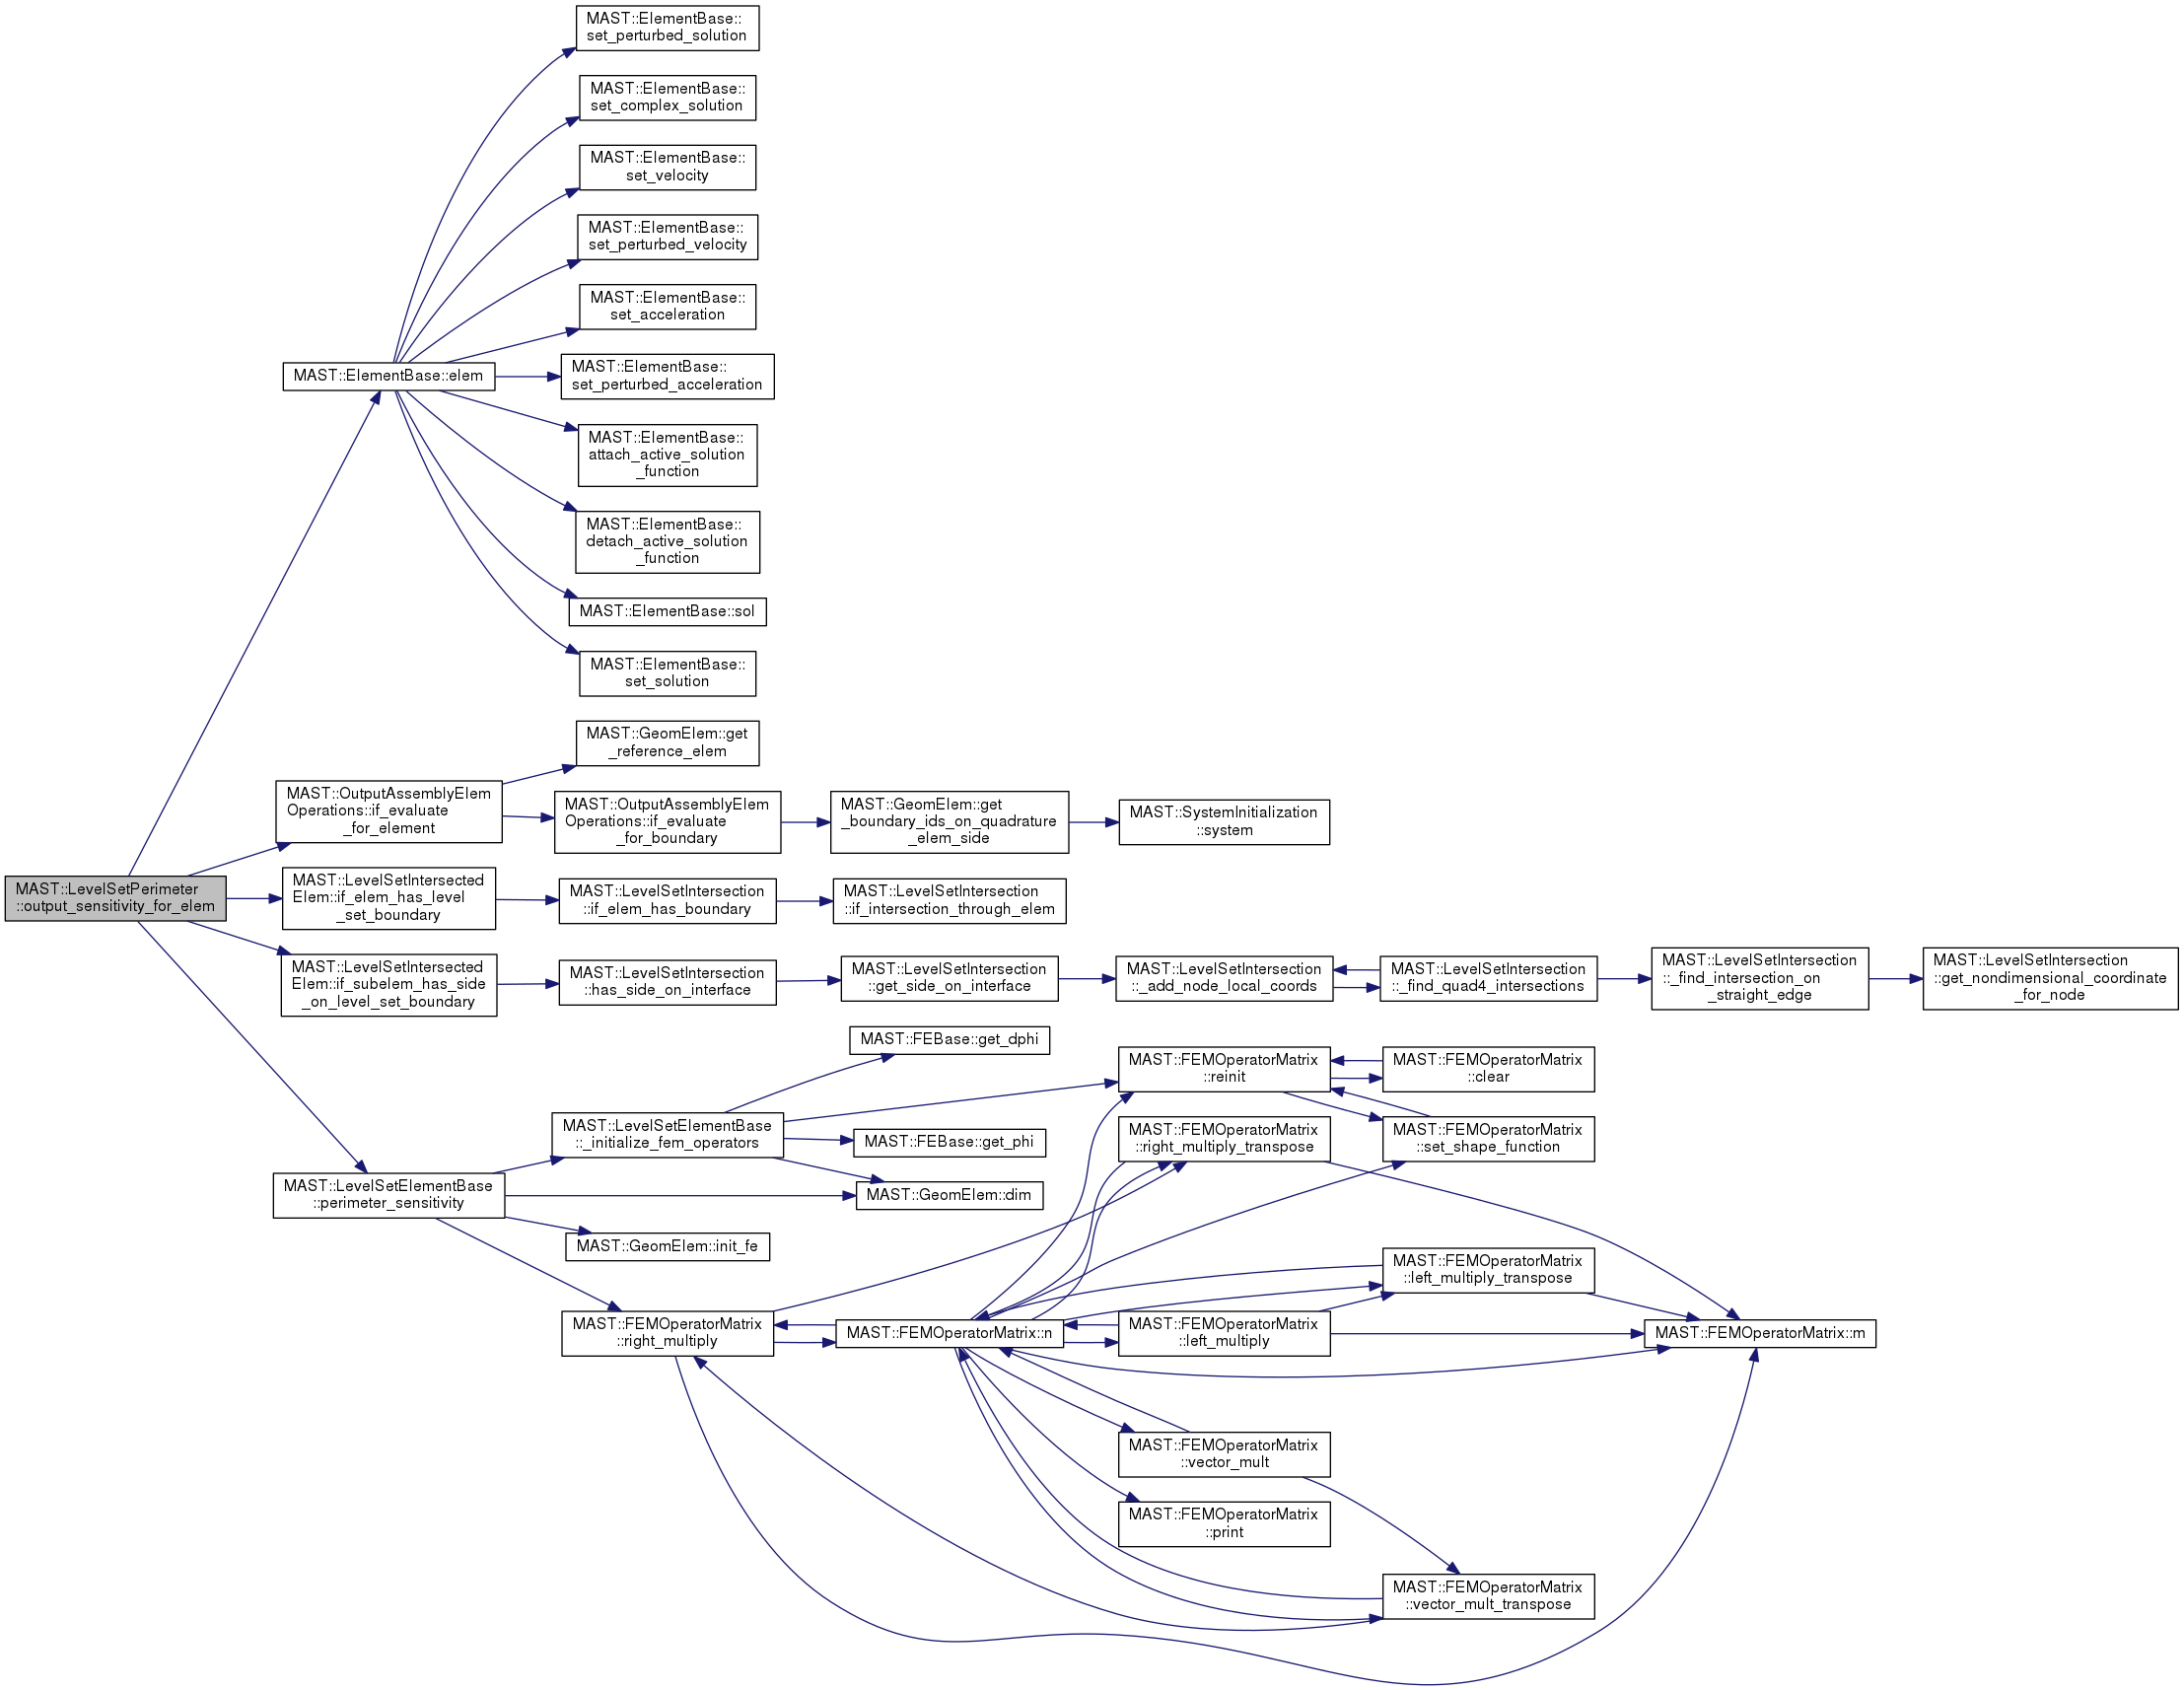 MAST::ElementBase::
set_perturbed_solution
MAST::ElementBase::
set_complex_solution
MAST::ElementBase::
set_velocity
MAST::ElementBase::
set_perturbed_velocity
MAST::ElementBase::
set_acceleration
MAST::ElementBase::elem
MAST::ElementBase::
set_perturbed_acceleration
MAST::ElementBase::
attach_active_solution
_function
MAST::ElementBase::
detach_active_solution
_function
MAST::ElementBase::sol
MAST::ElementBase::
set_solution
MAST::GeomElem::get
_reference_elem
MAST::OutputAssemblyElem
Operations::if_evaluate
_for_element
MAST::OutputAssemblyElem
Operations::if_evaluate
_for_boundary
MAST::GeomElem::get
_boundary_ids_on_quadrature
_elem_side
MAST::SystemInitialization
::system
MAST::LevelSetPerimeter
::output_sensitivity_for_elem
MAST::LevelSetIntersected
Elem::if_elem_has_level
_set_boundary
MAST::LevelSetIntersection
::if_elem_has_boundary
MAST::LevelSetIntersection
::if_intersection_through_elem
MAST::LevelSetIntersected
Elem::if_subelem_has_side
_on_level_set_boundary
MAST::LevelSetIntersection
::has_side_on_interface
MAST::LevelSetIntersection
::get_side_on_interface
MAST::LevelSetIntersection
::_add_node_local_coords
MAST::LevelSetIntersection
::_find_quad4_intersections
MAST::LevelSetIntersection
::_find_intersection_on
_straight_edge
MAST::LevelSetIntersection
::get_nondimensional_coordinate
_for_node
MAST::FEBase::get_dphi
MAST::FEMOperatorMatrix
::reinit
MAST::FEMOperatorMatrix
::clear
MAST::LevelSetElementBase
::_initialize_fem_operators
MAST::FEBase::get_phi
MAST::FEMOperatorMatrix
::right_multiply_transpose
MAST::FEMOperatorMatrix
::set_shape_function
MAST::LevelSetElementBase
::perimeter_sensitivity
MAST::GeomElem::dim
MAST::GeomElem::init_fe
MAST::FEMOperatorMatrix
::left_multiply_transpose
MAST::FEMOperatorMatrix
::right_multiply
MAST::FEMOperatorMatrix::n
MAST::FEMOperatorMatrix
::left_multiply
MAST::FEMOperatorMatrix::m
MAST::FEMOperatorMatrix
::vector_mult
MAST::FEMOperatorMatrix
::print
MAST::FEMOperatorMatrix
::vector_mult_transpose